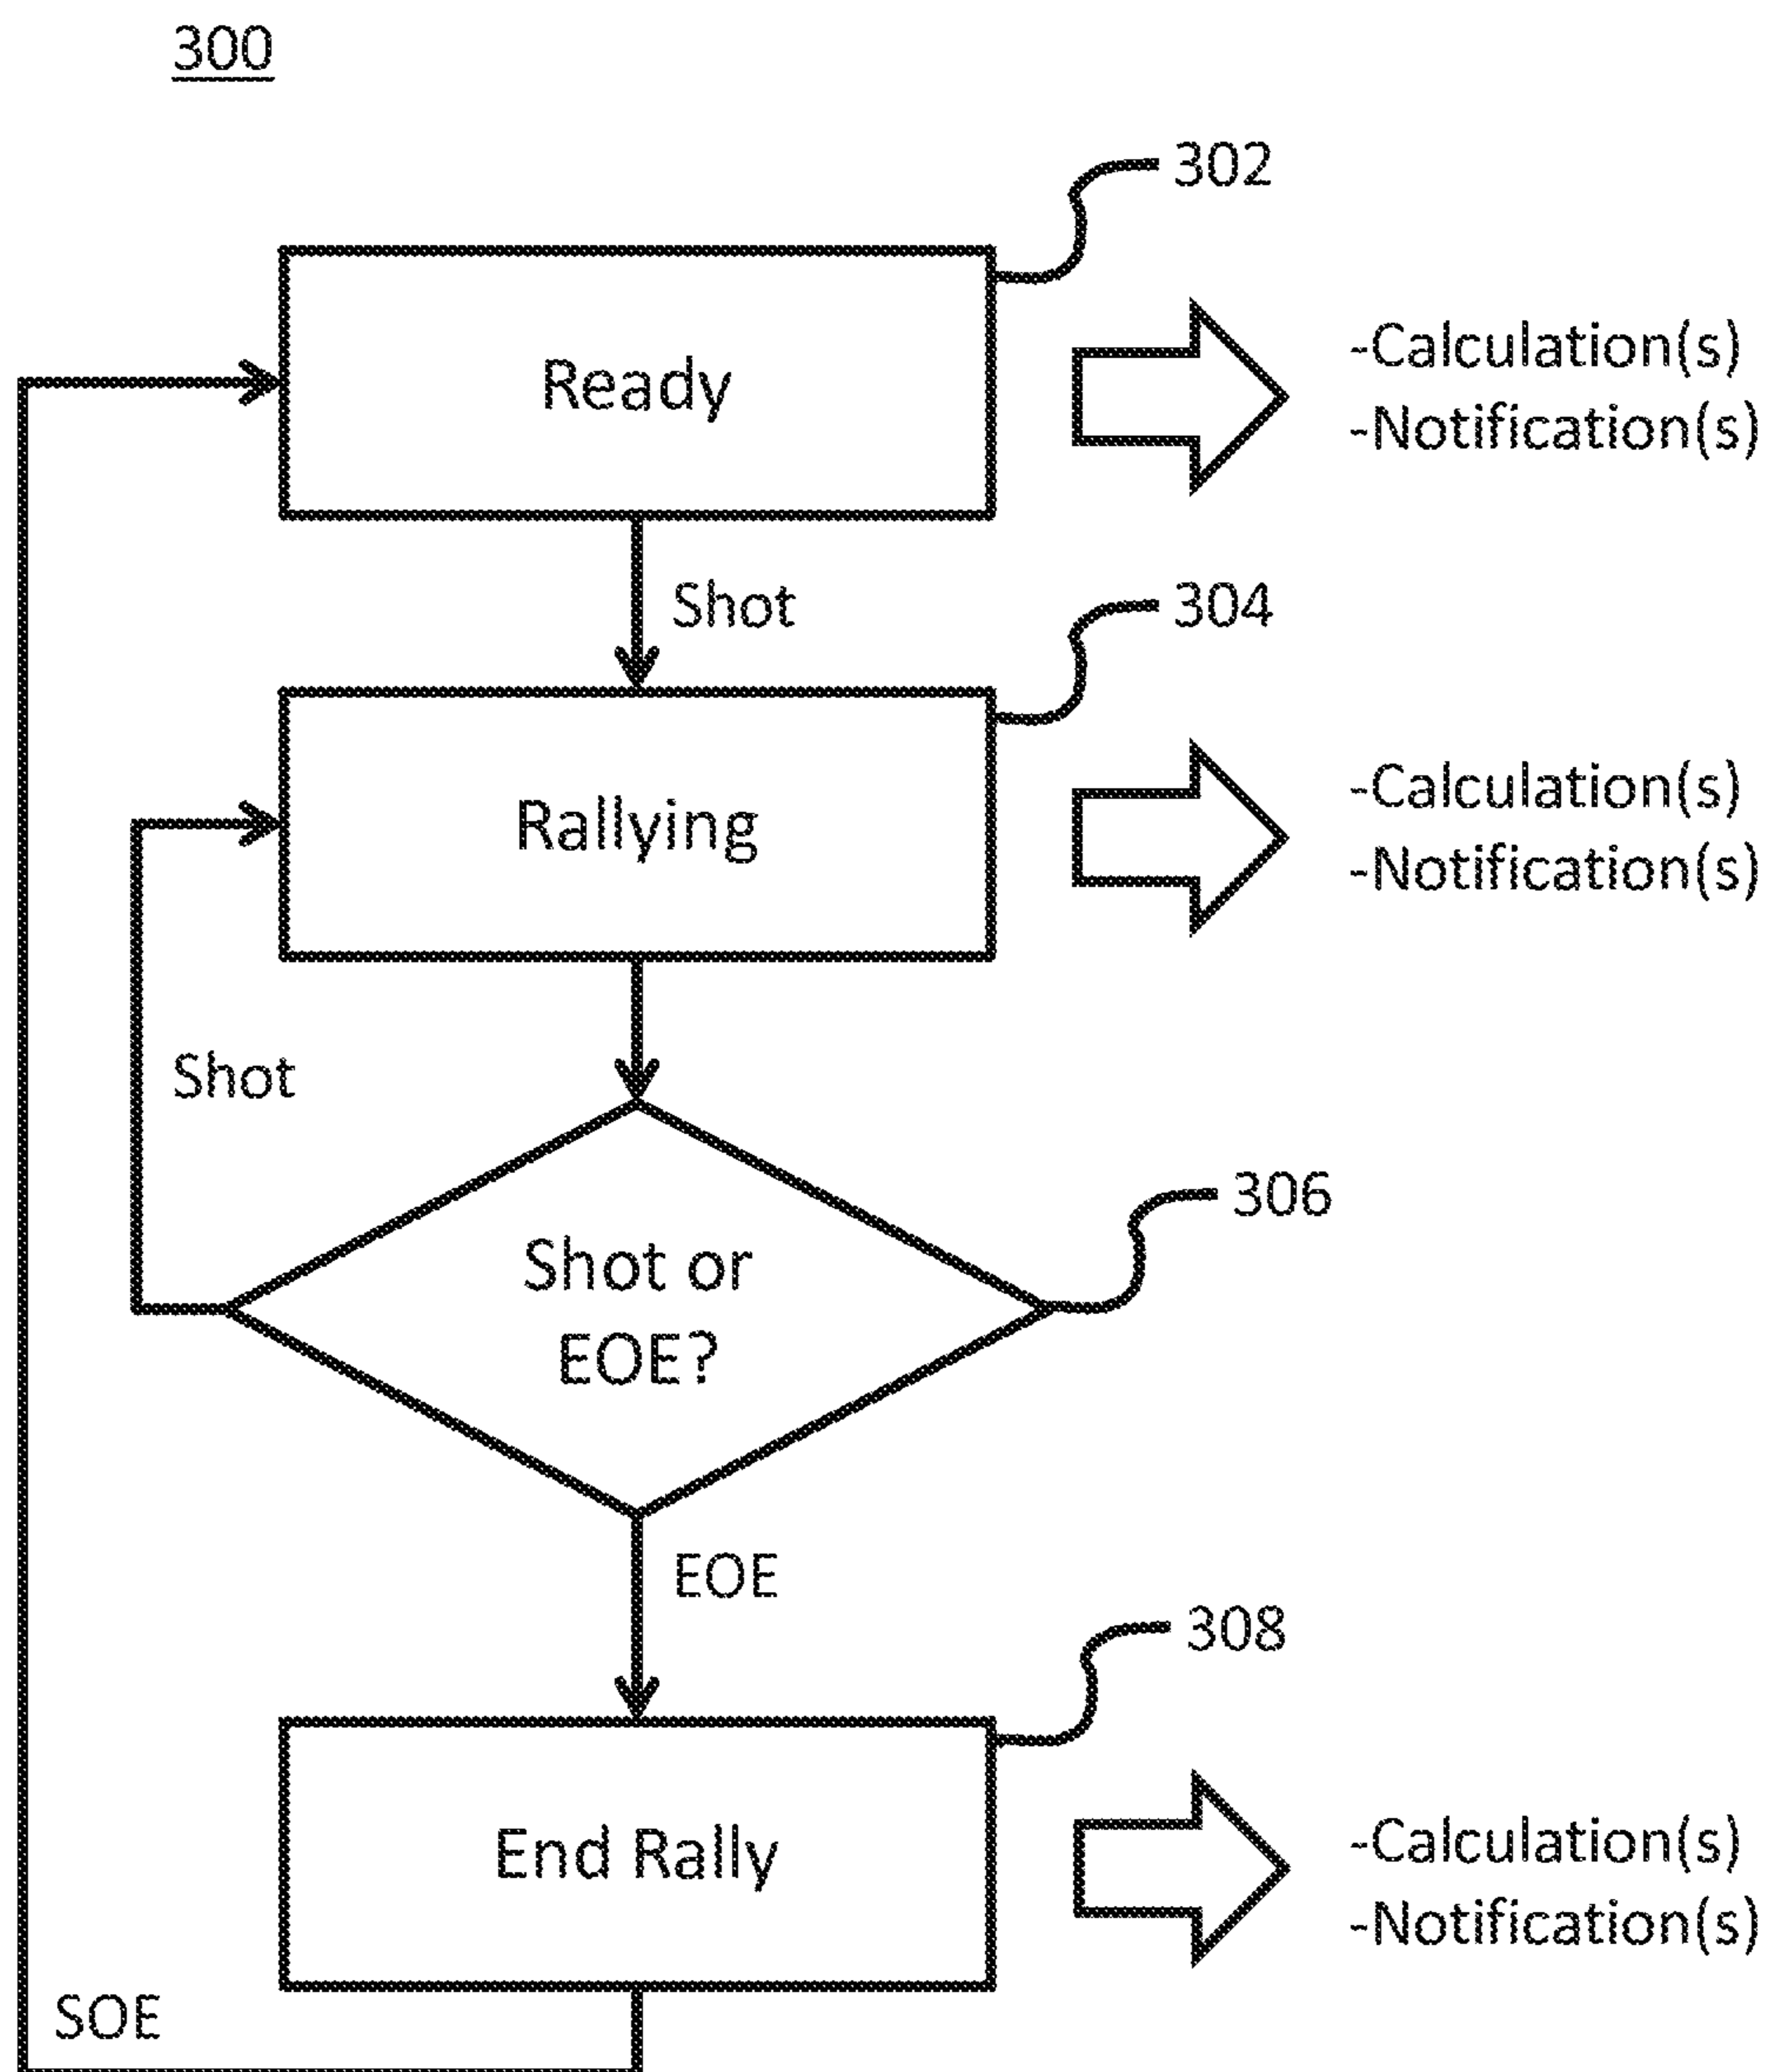 300
302
Ready
-Calculation(s)
-Notification(s)
Shot
304
Rallying
-Calculation(s)
-Notification(s)
Shot
306
Shot or
EOE?
EOE
308
End Rally
-Calculation(s)
-Notification(s)
SOE